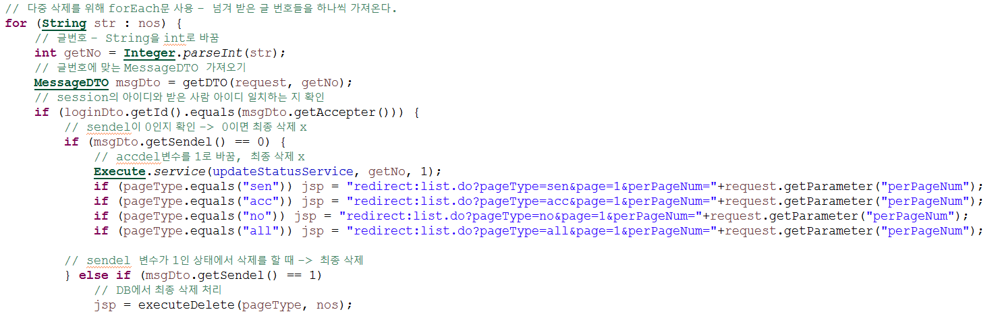 // 다중 삭제를 위해 forEach문 사용 - 넘겨 받은 글 번호들을 하나씩 가져온다.
for (String str : nos) {
// 글번호 - String을 int로 바꿈
int getNo = Integer.parseInt(str);
// 글번호에 맞는 MessageDTO 가져오기
MessageDTO msgDto = getDTO(request, getNo);
// session의 아이디와 받은 사람 아이디 일치하는 지 확인
if (loginDto.getId().equals(msgDto.getAccepter())) {
// sendel이 0인지 확인 -> 0이면 최종 삭제 x
if (msgDto.getSendel() == 0) {
// accdel변수를 1로 바꿈, 최종 삭제 x
Execute.service(updateStatusService, getNo, 1);
if (pageType.equals("sen")) jsp = "redirect:list.do?pageType=sen&page=1&perPageNum="+request.getParameter("perPageNum");
if (pageType.equals("acc")) jsp = "redirect:list.do?pageType=acc&page=1&perPageNum="+request.getParameter("perPageNum");
if (pageType.equals("no")) jsp = "redirect:list.do?pageType=no&page=1&perPageNum="+request.getParameter("perPageNum");
if (pageType.equals("all")) jsp = "redirect:list.do?pageType=all&page=1&perPageNum="+request.getParameter("perPageNum");
// sendel 변수가 1인 상태에서 삭제를 할 때 -> 최종 삭제
} else if (msgDto.getSendel() == 1)
// DB에서 최종 삭제 처리
jsp = executeDelete(pageType, nos);